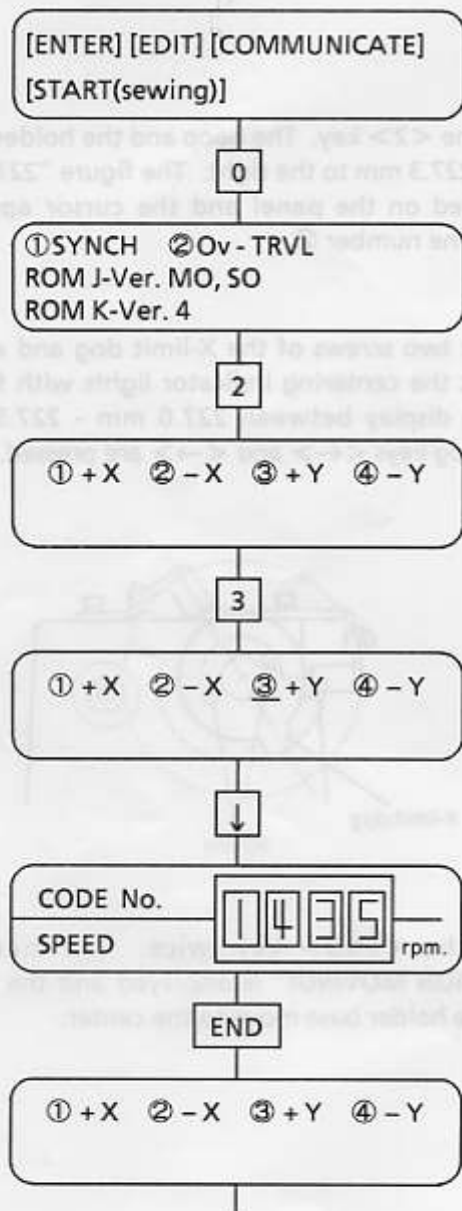 [ENTER] [EDIT] [COMMUNICATE]
[START(sewing)]
0
①SYNCH ②Ov - TRVL
ROM J-Ver. MO, SO
ROM K-Ver. 4
2
① + X ② – X ③ + Y ④ – Y
3
① + X ② – X ③ + Y ④ – Y
↓
CODE No. 1435
SPEED rpm.
END
① + X ② – X ③ + Y ④ – Y